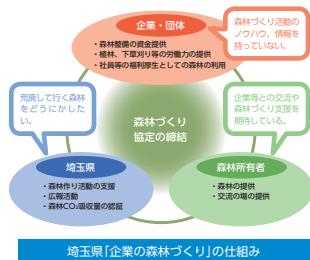 企業・団体
・森林整備の資金提供
・植林、下草刈り等の労働力の提供
・社員等の福利厚生としての森林の利用
森林づくり活動の
ノウハウ、情報を
持っていない。
荒廃して行く森林
をどうにかした
い。
森林づくり
協定の締結
企業等との交流や
森林づくり支援を
期待している。
埼玉県
・森林作り活動の支援
・広報活動
・森林CO₂吸収量の認証
森林所有者
・森林の提供
・交流の場の提供
埼玉県「企業の森林づくり」の仕組み